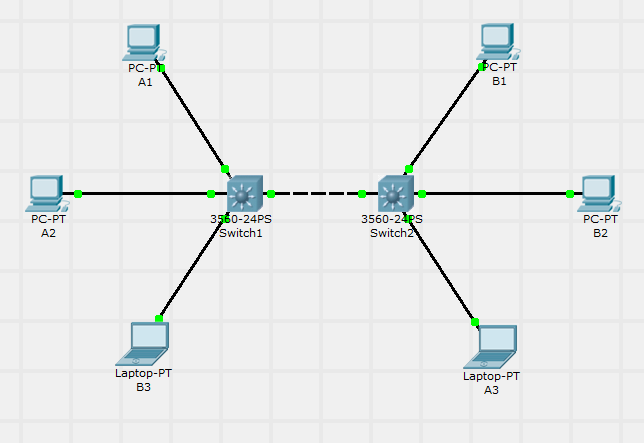 PC-PT
A1
PC-PT
B1
PC-PT
A2
3560-24PS
Switch1
3560-24PS
Switch2
PC-PT
B2
Laptop-PT
B3
Laptop-PT
A3